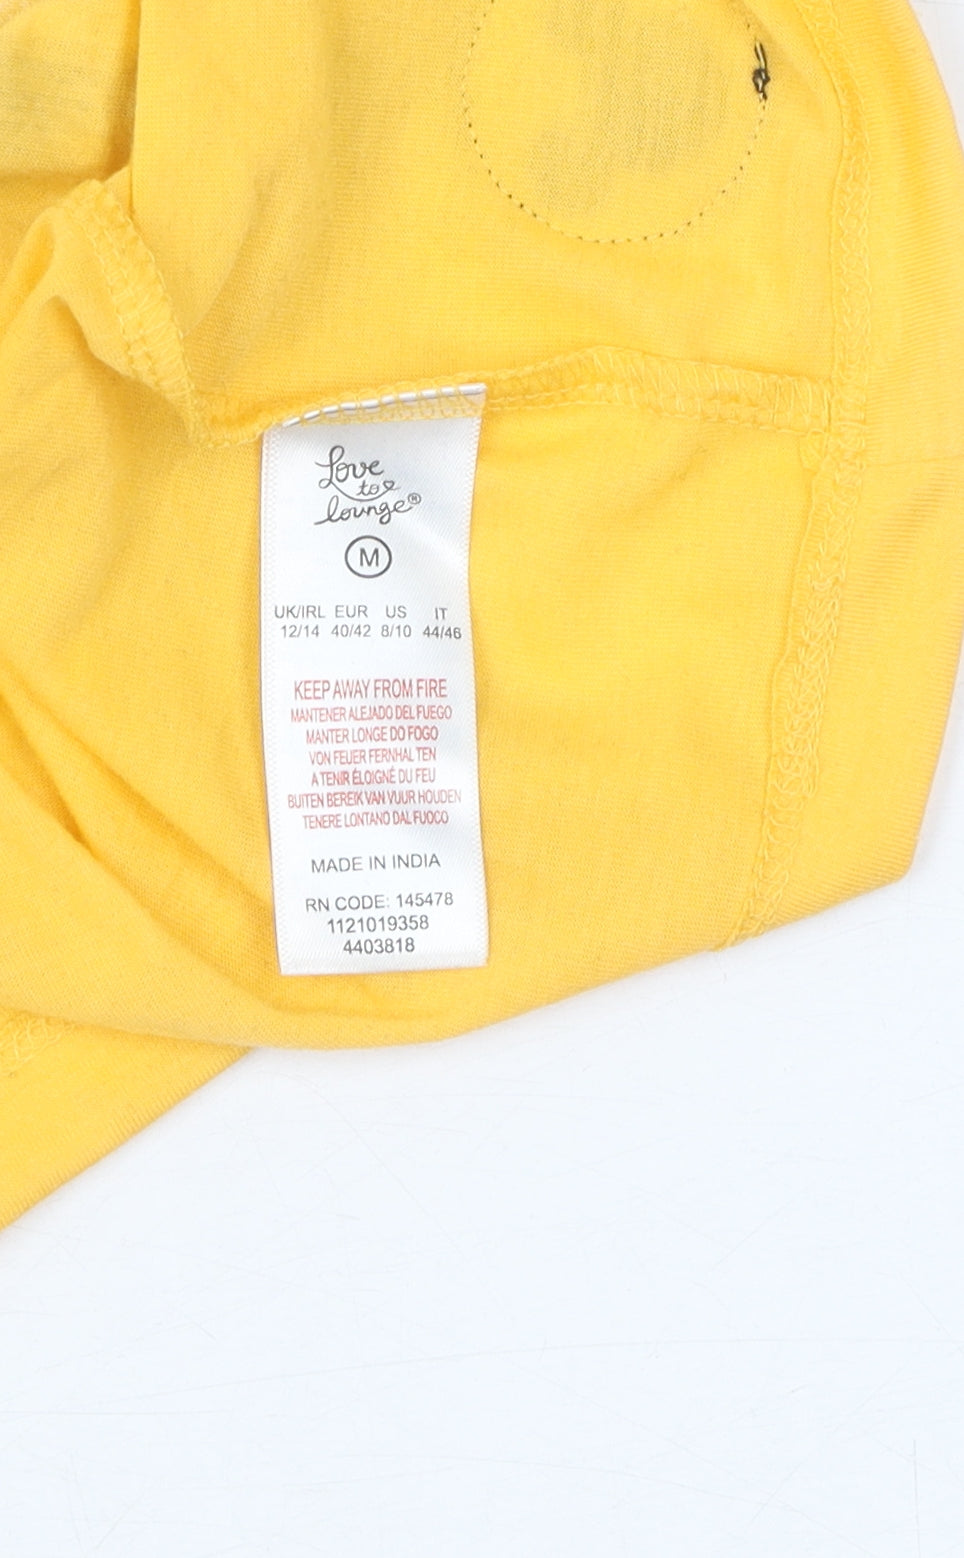 Love
to
lounge®
M
UK/IRL EUR US IT
12/14 40/42 8/10 44/46
KEEP AWAY FROM FIRE
MANTENER ALEJADO DEL FUEGO
MANTER LONGE DO FOGO
VON FEUER FERNHALTEN
A TENIR ÉLOIGNÉ DU FEU
BUITEN BEREIK VAN VUUR HOUDEN
TENERE LONTANO DAL FUOCO
MADE IN INDIA
RN CODE: 145478
1121019358
4403818